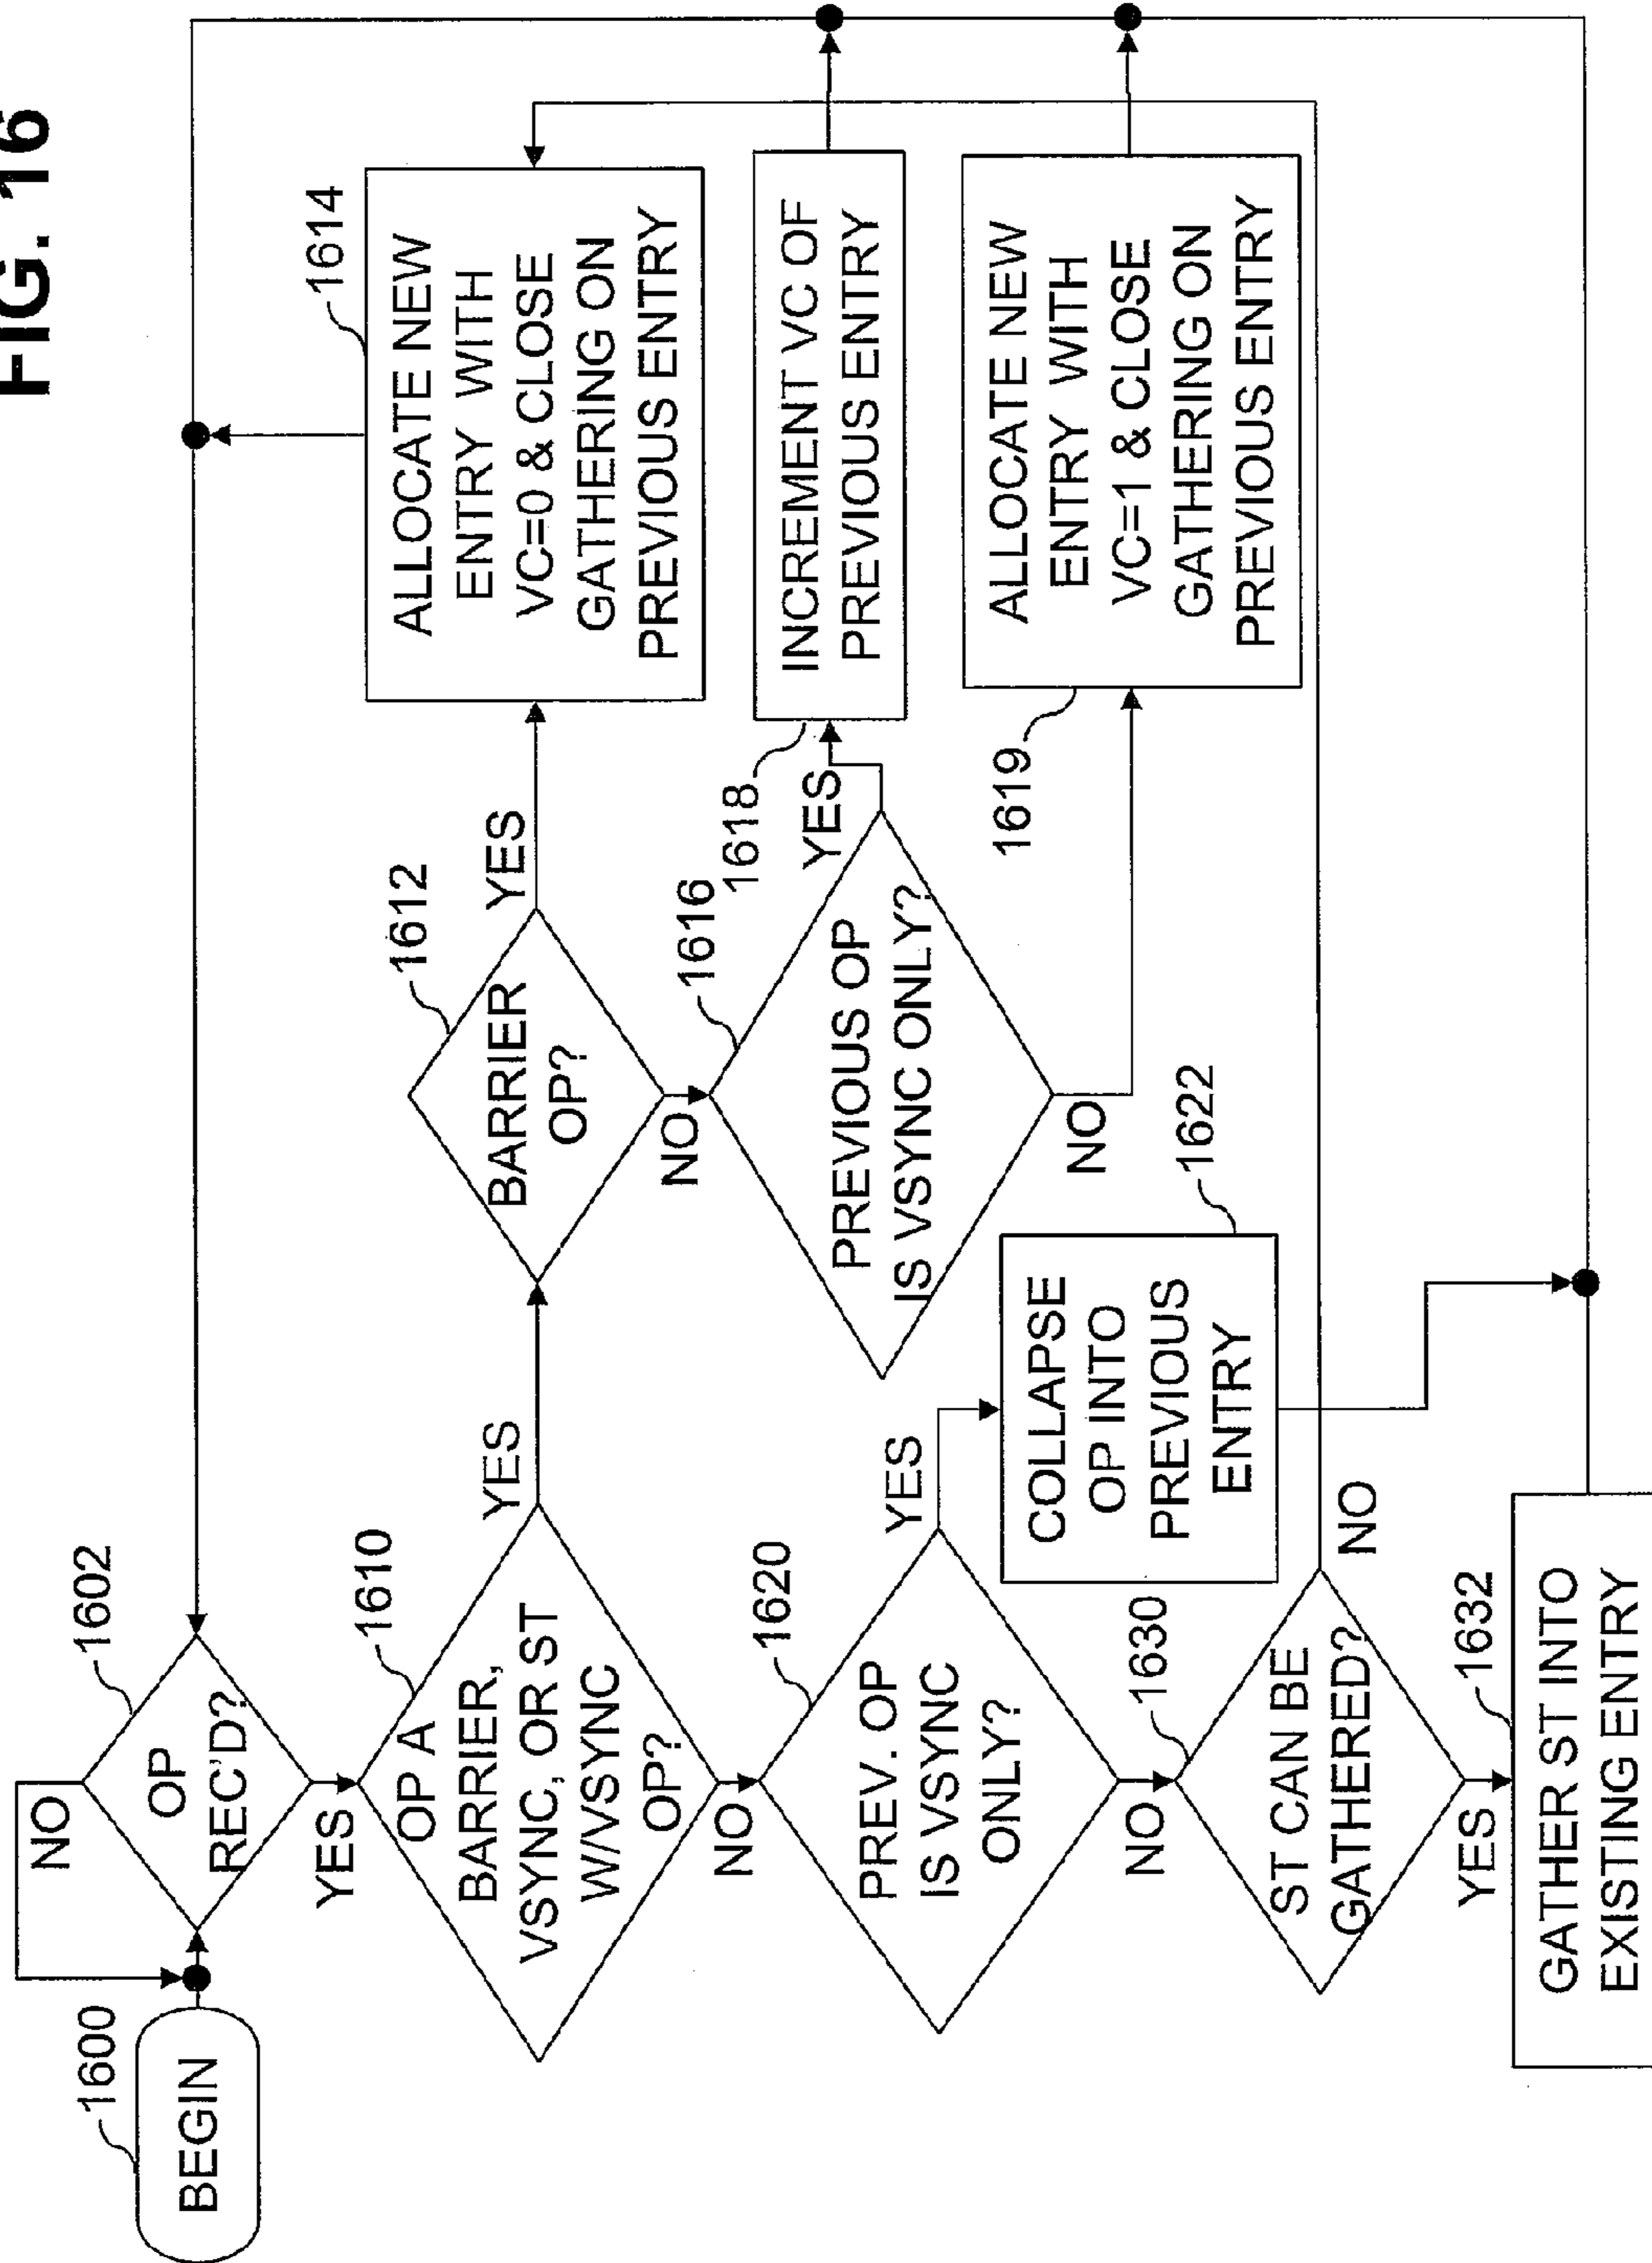 FIG. 16
1600
BEGIN
1602
OP
REC'D?
NO
YES
1610
OP A
BARRIER,
VSYNC, OR ST
W/VSYNC
OP?
YES
NO
1612
BARRIER
OP?
YES
NO
1614
ALLOCATE NEW
ENTRY WITH
VC=0 & CLOSE
GATHERING ON
PREVIOUS ENTRY
1616
PREVIOUS OP
IS VSYNC ONLY?
YES
NO
1618
INCREMENT VC OF
PREVIOUS ENTRY
1619
ALLOCATE NEW
ENTRY WITH
VC=1 & CLOSE
GATHERING ON
PREVIOUS ENTRY
1620
PREV. OP
IS VSYNC
ONLY?
YES
NO
1622
COLLAPSE
OP INTO
PREVIOUS
ENTRY
1630
ST CAN BE
GATHERED?
NO
YES
1632
GATHER ST INTO
EXISTING ENTRY